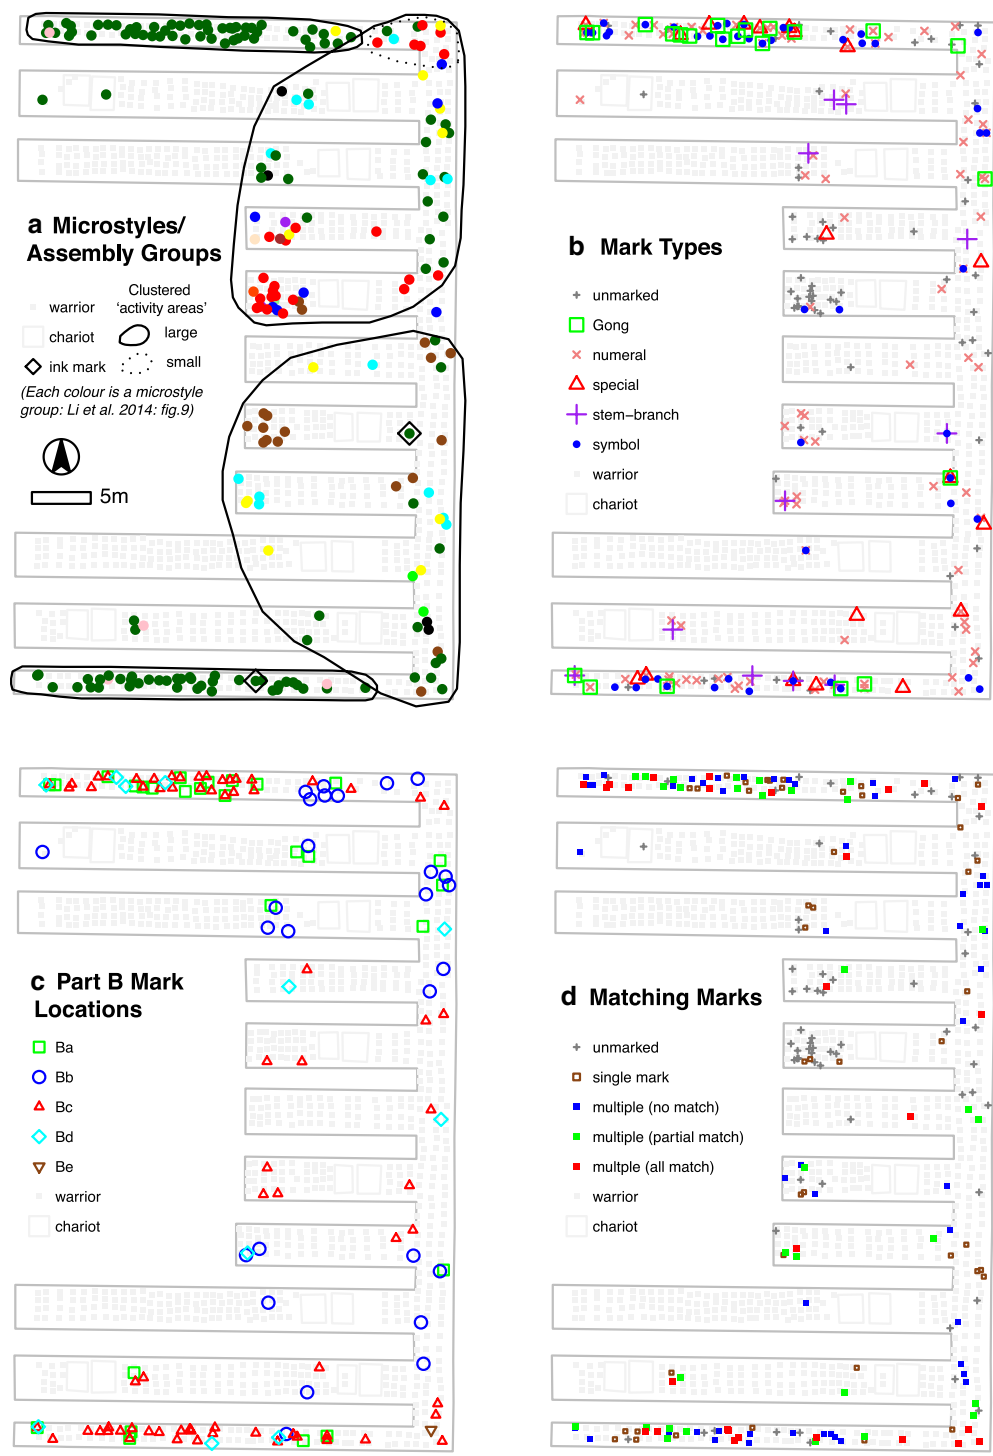 a Microstyles/
Assembly Groups
warrior
chariot
ink mark
Clustered
'activity areas'
large
small
(Each colour is a microstyle
group: Li et al. 2014: fig.9)
5m
b Mark Types
unmarked
Gong
numeral
special
stem–branch
symbol
warrior
chariot
c Part B Mark
Locations
Ba
Bb
Bc
Bd
Be
warrior
chariot
d Matching Marks
unmarked
single mark
multiple (no match)
multiple (partial match)
multple (all match)
warrior
chariot